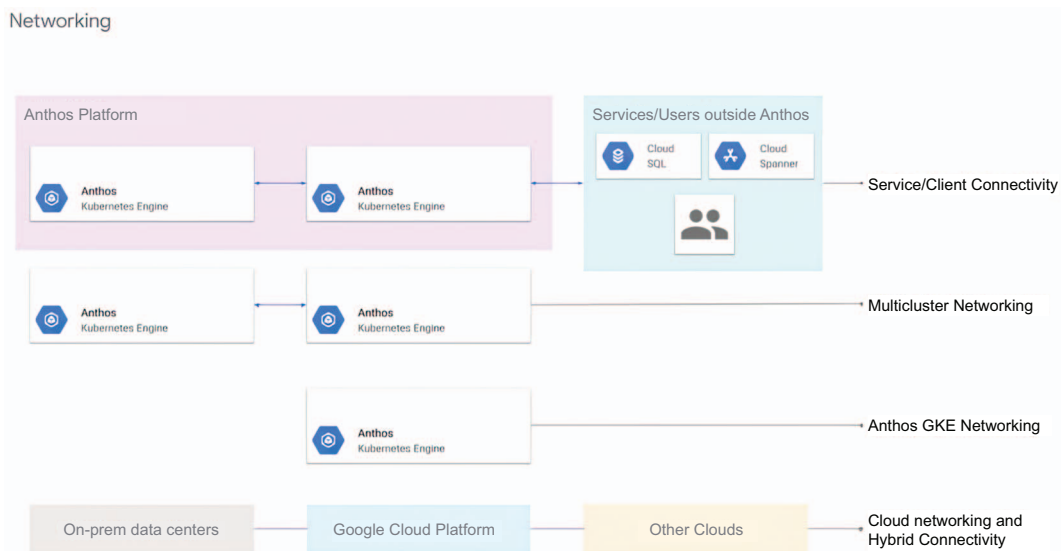 Networking
Anthos Platform
Services/Users outside Anthos
Cloud
SQL
Cloud
Spanner
Anthos
Kubernetes Engine
Anthos
Kubernetes Engine
Service/Client Connectivity
Anthos
Kubernetes Engine
Anthos
Kubernetes Engine
Multicluster Networking
Anthos
Kubernetes Engine
Anthos GKE Networking
On-prem data centers
Google Cloud Platform
Other Clouds
Cloud networking and
Hybrid Connectivity